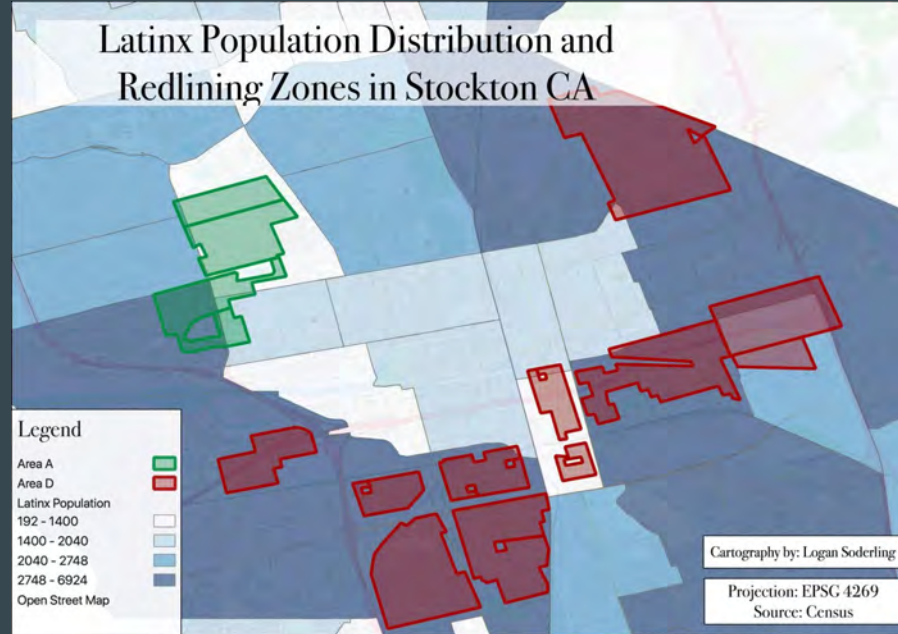 Latinx Population Distribution and
Redlining Zones in Stockton CA
Legend
Area A
Area D
Latinx Population
192 - 1400
1400 - 2040
2040 - 2748
2748 - 6924
Open Street Map
Cartography by: Logan Soderling
Projection: EPSG 4269
Source: Census